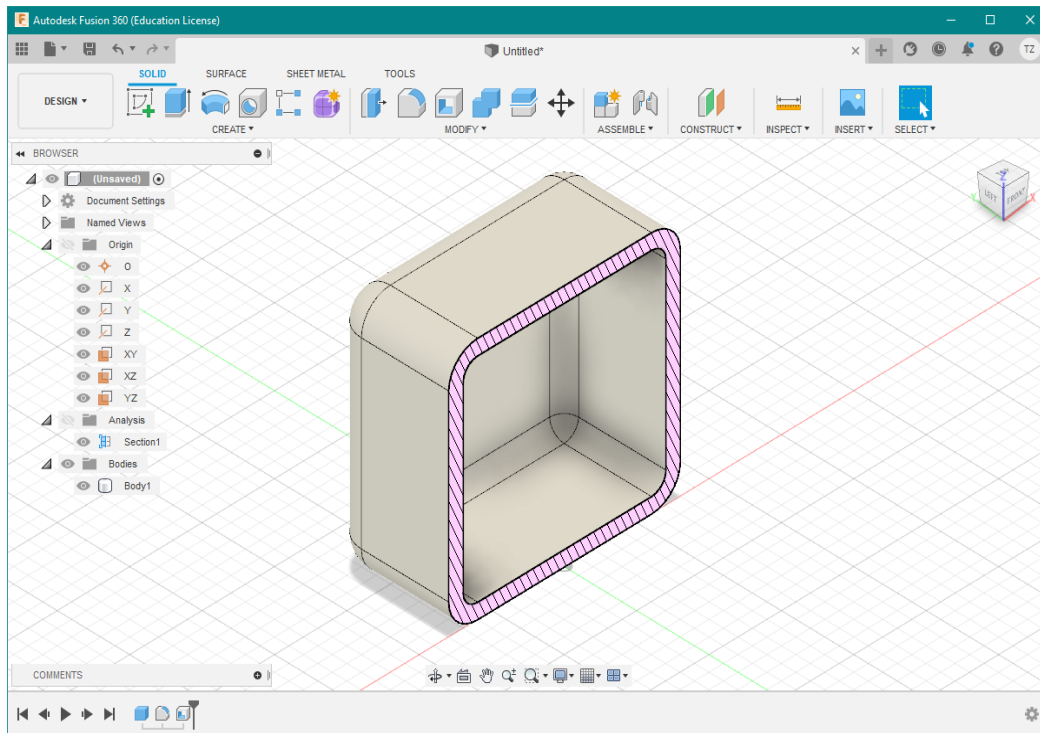 Autodesk Fusion 360 (Education License)
Untitled*
TZ
SOLID SURFACE SHEET METAL TOOLS
DESIGN
CREATE MODIFY ASSEMBLE CONSTRUCT INSPECT INSERT SELECT
BROWSER
(Unsaved)
Document Settings
Named Views
Origin
O
X
Y
Z
XY
XZ
YZ
Analysis
Section1
Bodies
Body1
Z
LEFT FRONT
Y X
COMMENTS